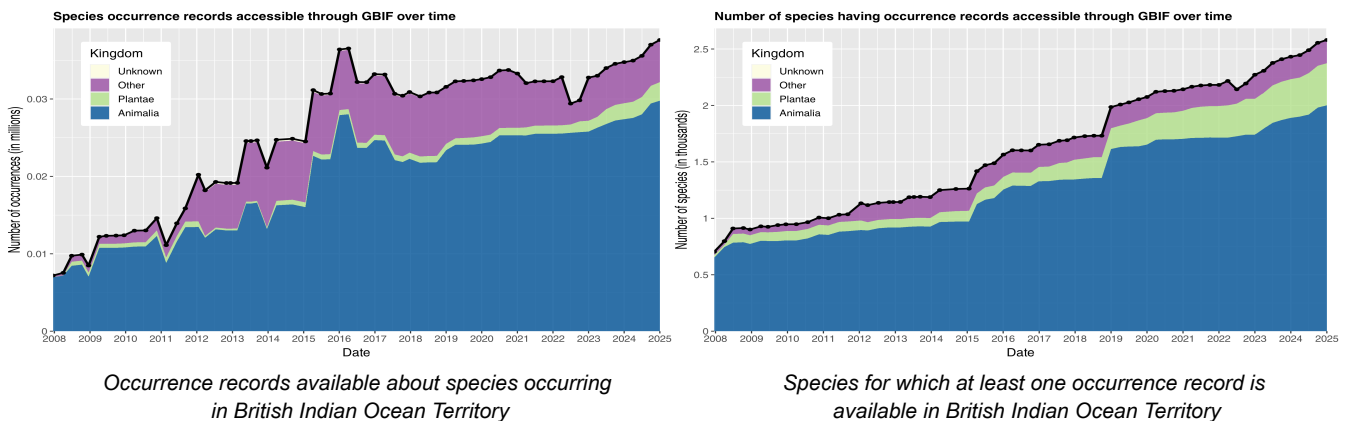 Species occurrence records accessible through GBIF over time
Number of occurrences (in millions)
Kingdom
Unknown
Other
Plantae
Animalia
0.03
0.02
0.01
0
2008 2009 2010 2011 2012 2013 2014 2015 2016 2017 2018 2019 2020 2021 2022 2023 2024 2025
Date
Occurrence records available about species occurring
in British Indian Ocean Territory
Number of species having occurrence records accessible through GBIF over time
Number of species (in thousands)
Kingdom
Unknown
Other
Plantae
Animalia
2.5
2
1.5
1
0.5
0
2008 2009 2010 2011 2012 2013 2014 2015 2016 2017 2018 2019 2020 2021 2022 2023 2024 2025
Date
Species for which at least one occurrence record is
available in British Indian Ocean Territory